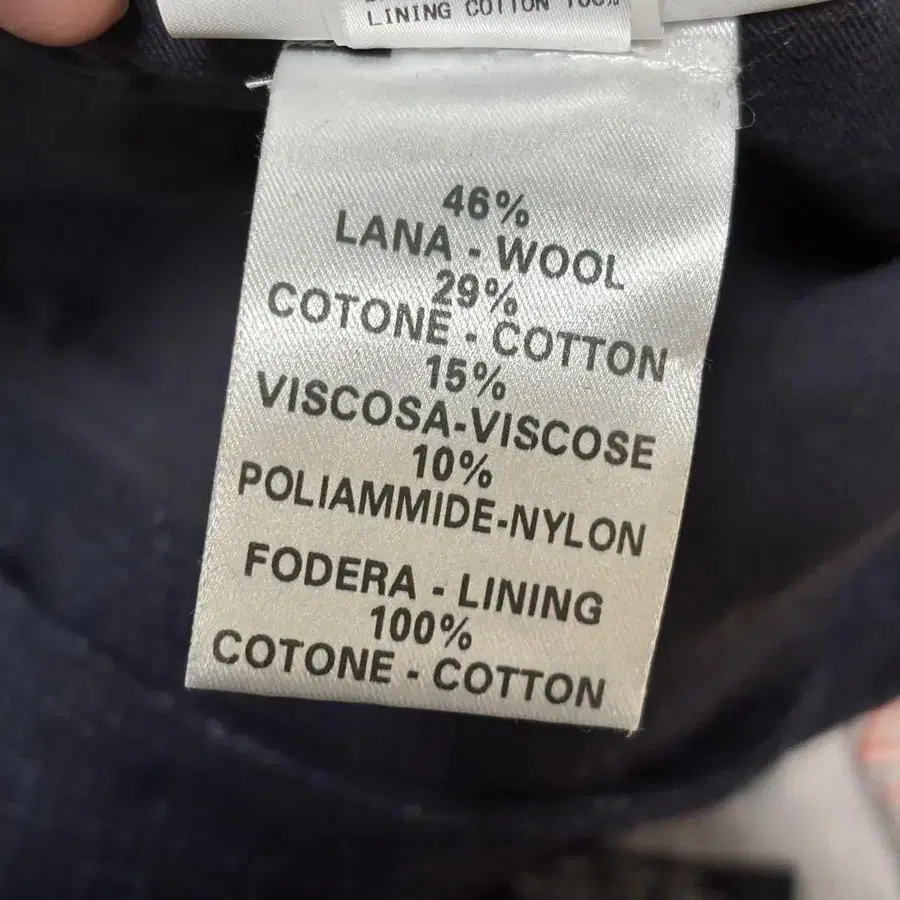 LINING COTTON 100%
46%
LANA - WOOL
29%
COTONE - COTTON
15%
VISCOSA-VISCOSE
10%
POLIAMMIDE-NYLON
FODERA - LINING
100%
COTONE - COTTON